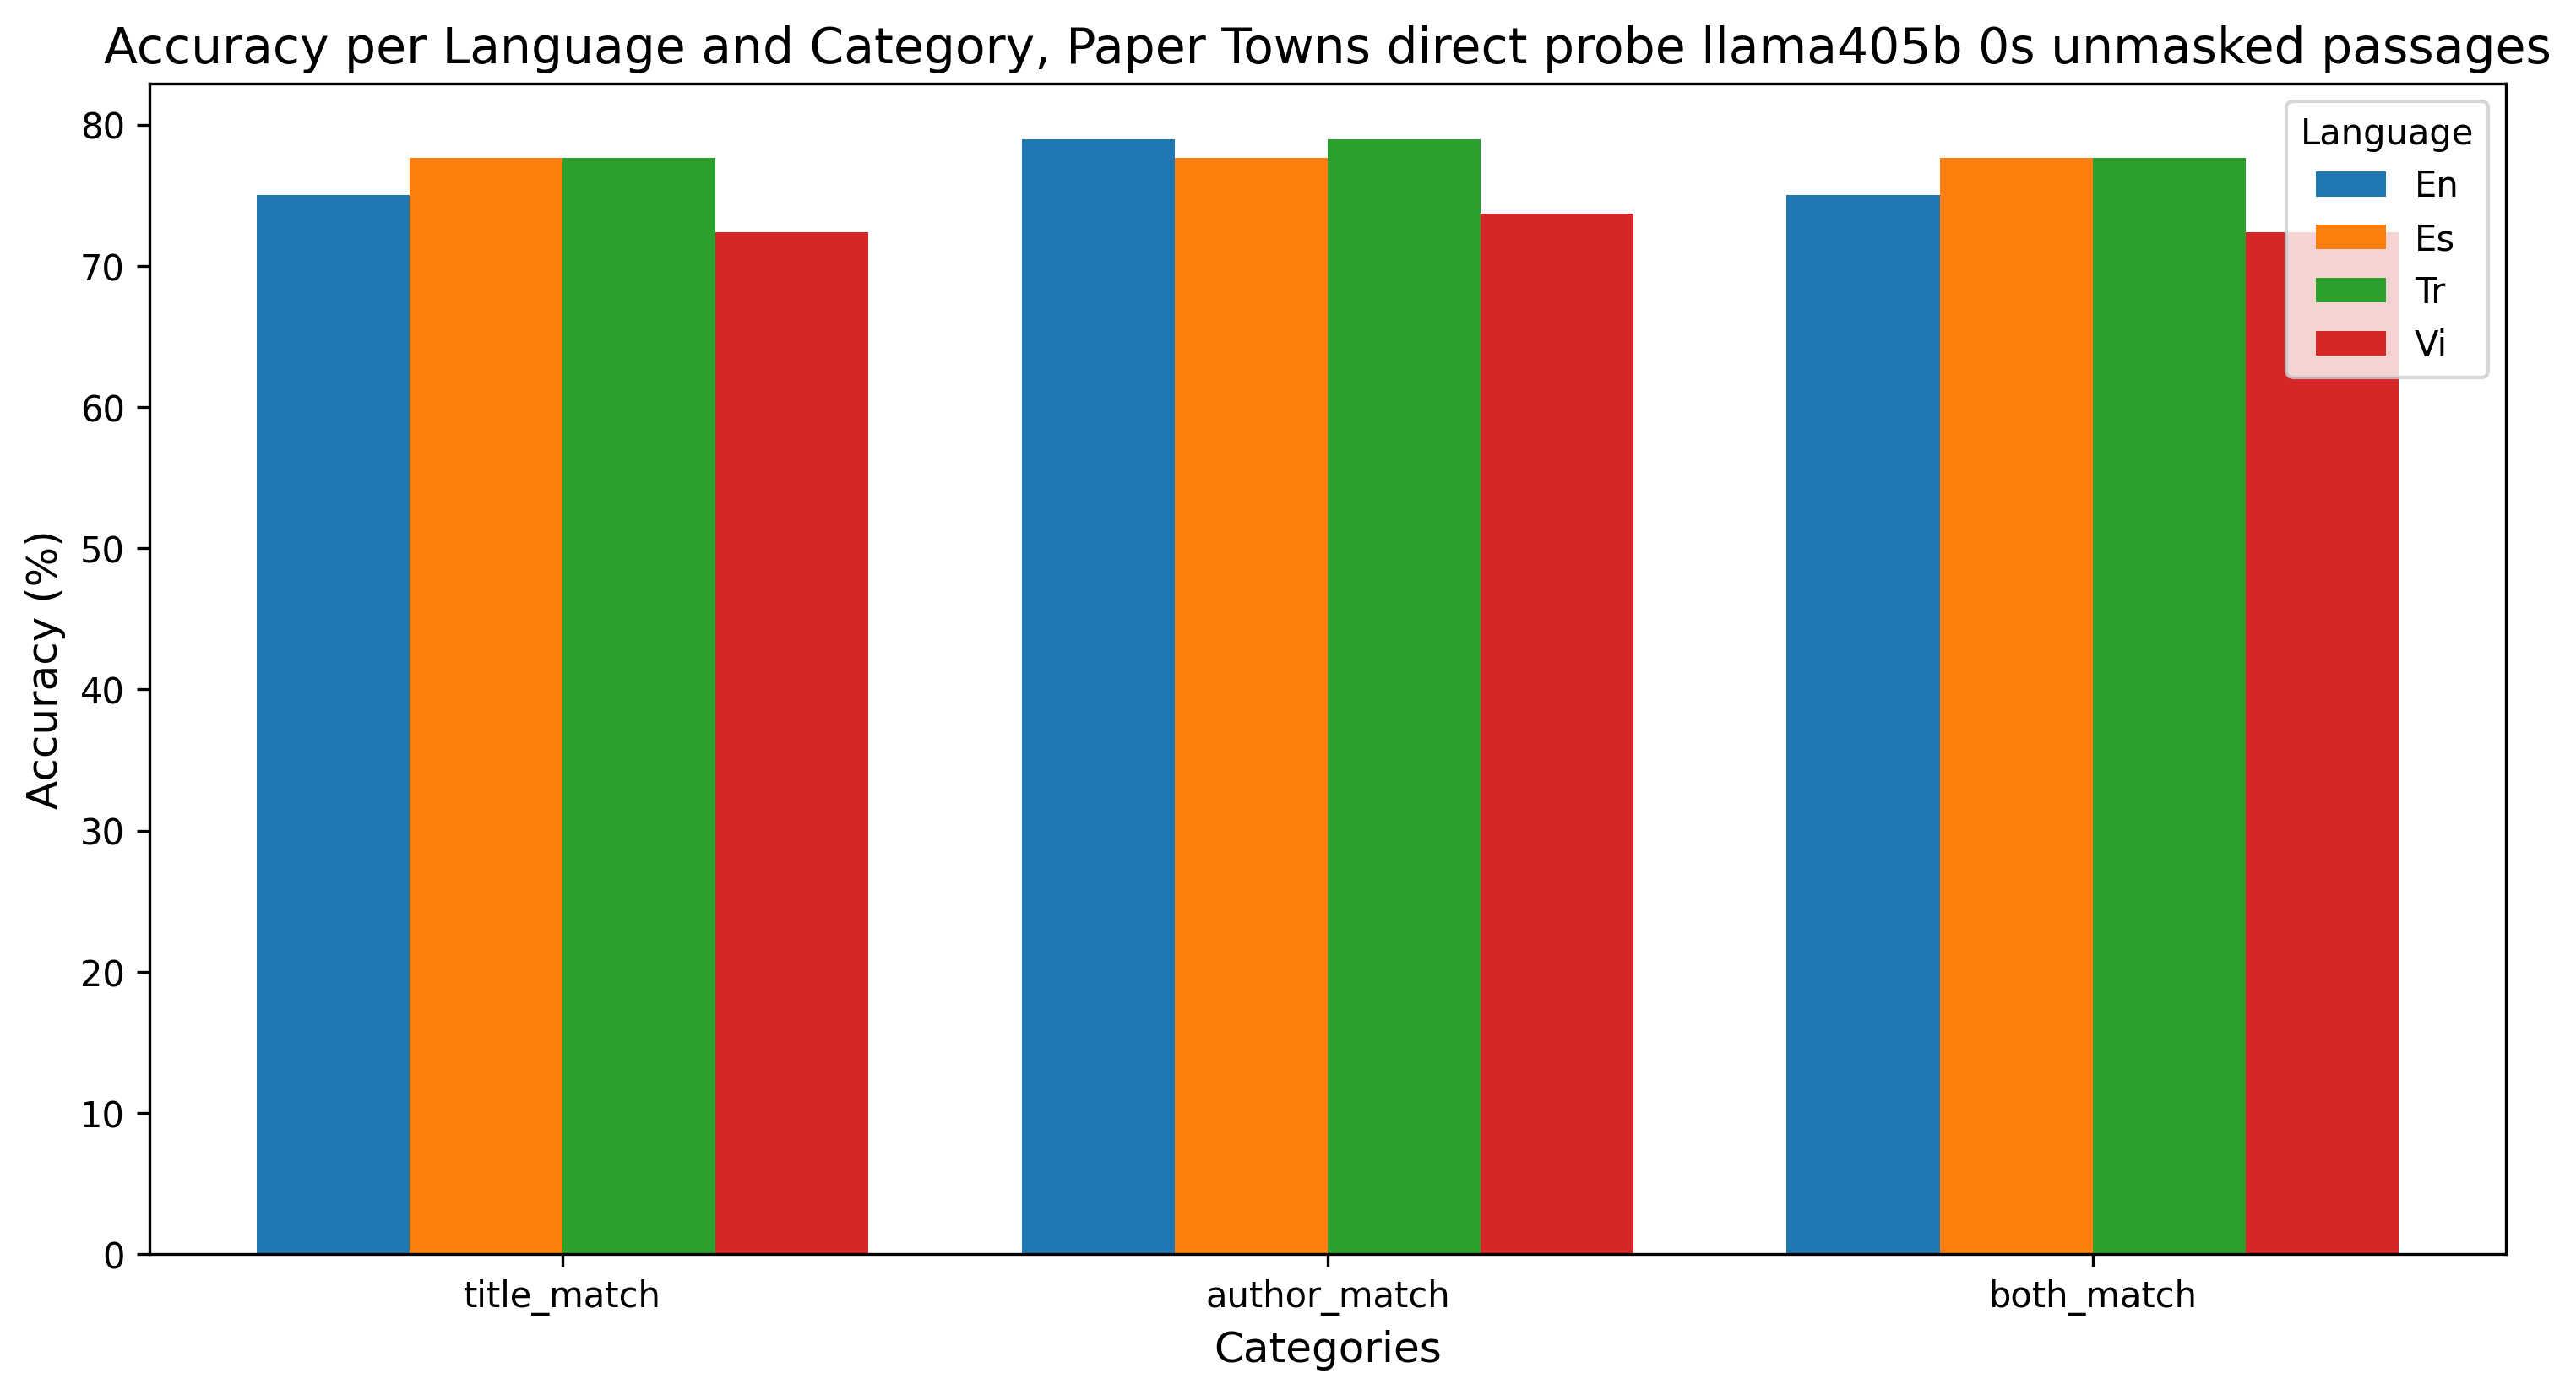 Accuracy per Language and Category, Paper Towns direct probe llama405b 0s unmasked passages
Accuracy (%)
80
70
60
50
40
30
20
10
0
Language
En
Es
Tr
Vi
title_match
author_match
both_match
Categories